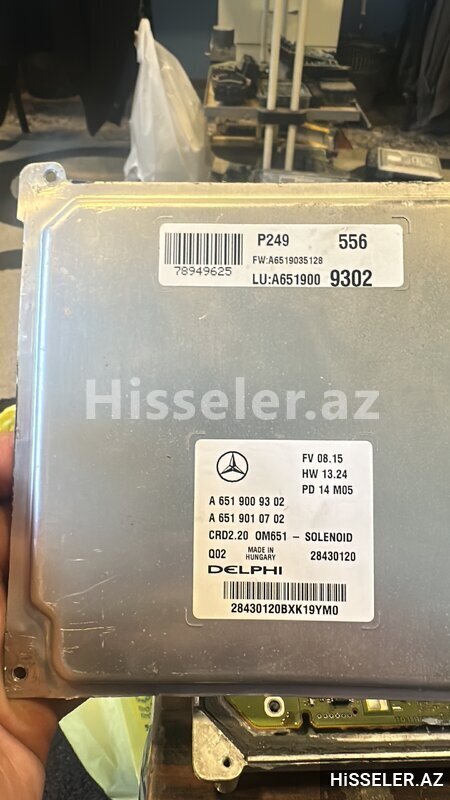 P249 556
FW:A6519035128
78949625
LU:A651900 9302
Hisseler.az
FV 08.15
HW 13.24
PD 14 M05
A 651 900 93 02
A 651 901 07 02
CRD2.20 OM651 - SOLENOID
Q02 MADE IN HUNGARY 28430120
DELPHI
28430120BXK19YM0
HiSSELER.AZ